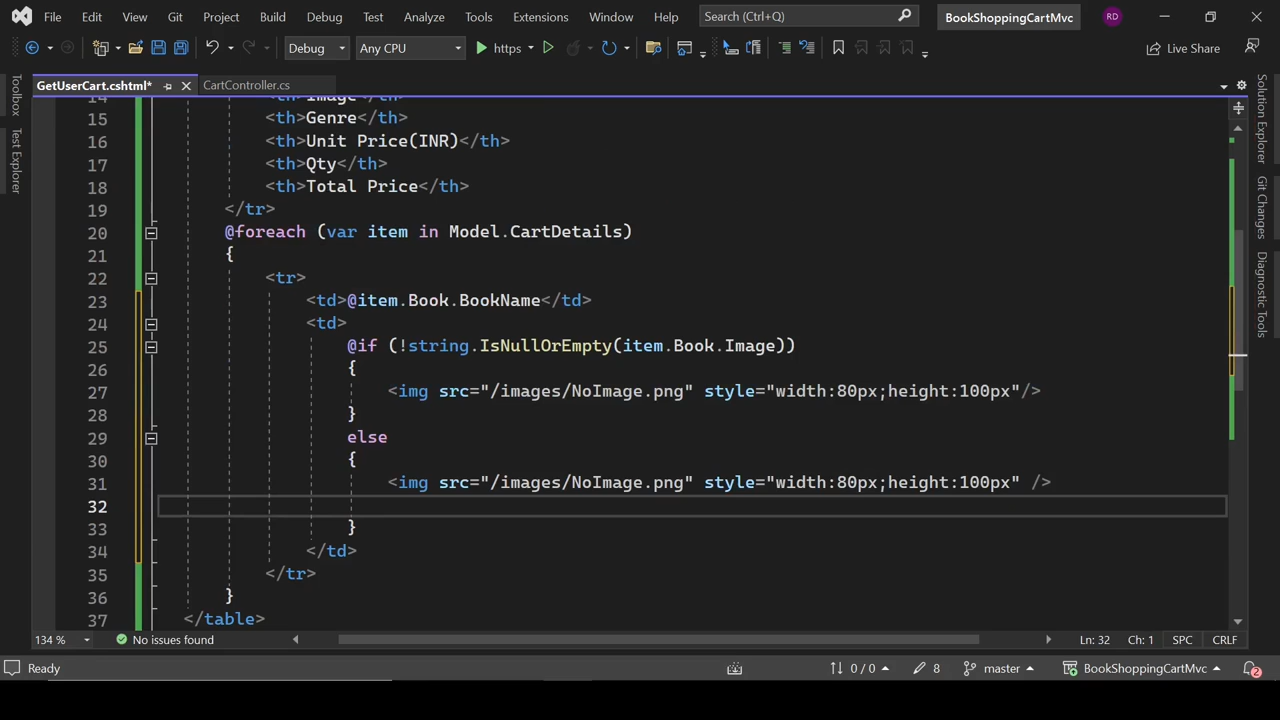 File Edit View Git Project Build Debug Test Analyze Tools Extensions Window Help Search (Ctrl+Q) BookShoppingCartMvc RD
Debug Any CPU https Live Share
GetUserCart.cshtml* CartController.cs
Toolbox
Test Explorer
14 <th>Image</th>
15 <th>Genre</th>
16 <th>Unit Price(INR)</th>
17 <th>Qty</th>
18 <th>Total Price</th>
19 </tr>
20 @foreach (var item in Model.CartDetails)
21 {
22 <tr>
23 <td>@item.Book.BookName</td>
24 <td>
25 @if (!string.IsNullOrEmpty(item.Book.Image))
26 {
27 <img src="/images/NoImage.png" style="width:80px;height:100px"/>
28 }
29 else
30 {
31 <img src="/images/NoImage.png" style="width:80px;height:100px" />
32
33 }
34 </td>
35 </tr>
36 }
37 </table>
Solution Explorer
Git Changes
Diagnostic Tools
134 % No issues found Ln: 32 Ch: 1 SPC CRLF
Ready 0 / 0 8 master BookShoppingCartMvc 2